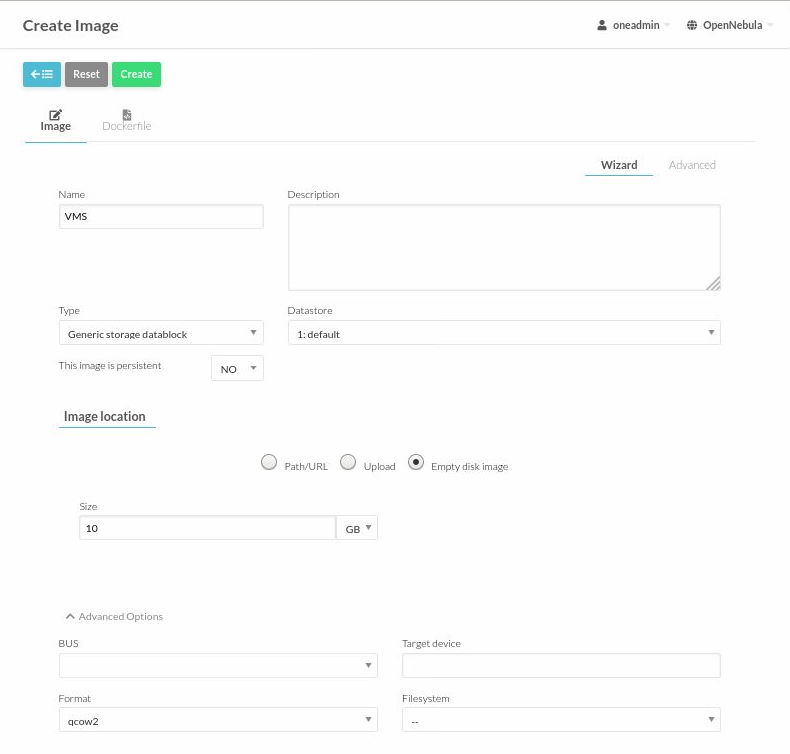 Create Image
oneadmin
OpenNebula
Reset
Create
Image
Dockerfile
Wizard
Advanced
Name
Description
VMS
Type
Datastore
Generic storage datablock
1: default
This image is persistent
NO
Image location
Path/URL
Upload
Empty disk image
Size
10
GB
Advanced Options
BUS
Target device
Format
Filesystem
qcow2
--